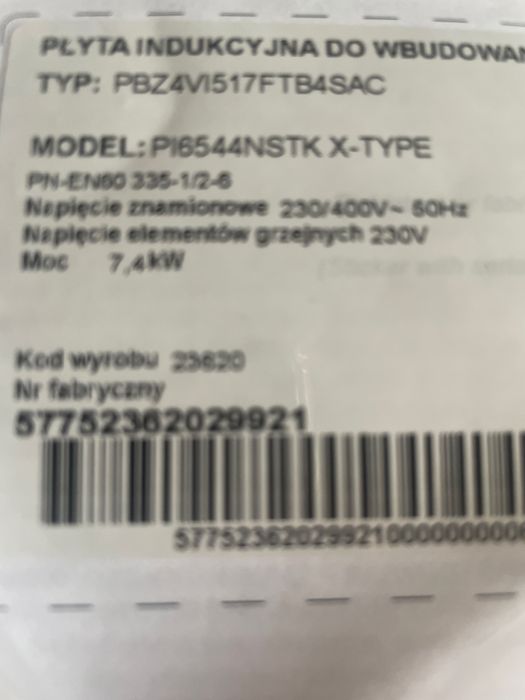 PŁYTA INDUKCYJNA DO WBUDOWAN
TYP: PBZ4VI517FTB4SAC
MODEL: PI6544NSTK X-TYPE
PN-EN60 335-1/2-6
Napięcie znamionowe 230/400V~ 50Hz
Napięcie elementów grzejnych 230V
Moc 7,4kW
Kod wyrobu 23620
Nr fabryczny
57752362029921
577523620299210000000000